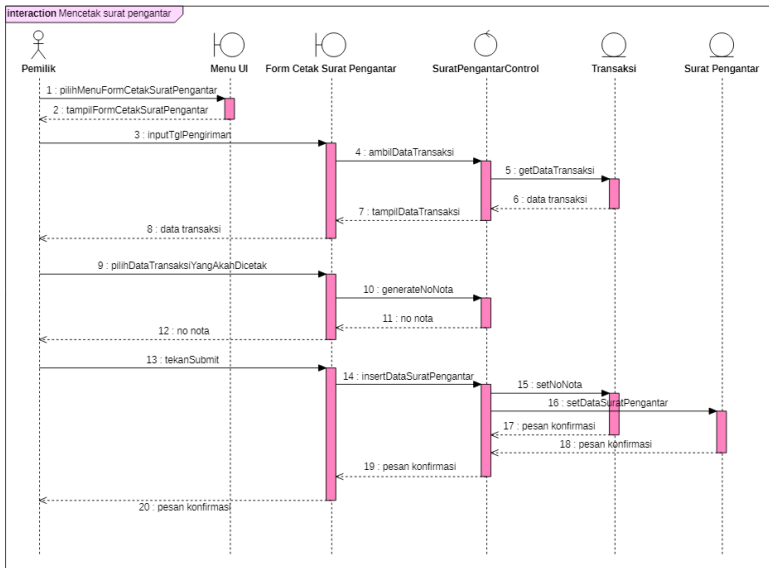 interaction Mencetak surat pengantar
Pemilik
Menu UI
Form Cetak Surat Pengantar
SuratPengantarControl
Transaksi
Surat Pengantar
1 : pilihMenuFormCetakSuratPengantar
2 : tampilFormCetakSuratPengantar
3 : inputTglPengiriman
4 : ambilDataTransaksi
5 : getDataTransaksi
6 : data transaksi
7 : tampilDataTransaksi
8 : data transaksi
9 : pilihDataTransaksiYangAkanDicetak
10 : generateNoNota
11 : no nota
12 : no nota
13 : tekanSubmit
14 : insertDataSuratPengantar
15 : setNoNota
16 : setDataSuratPengantar
17 : pesan konfirmasi
18 : pesan konfirmasi
19 : pesan konfirmasi
20 : pesan konfirmasi